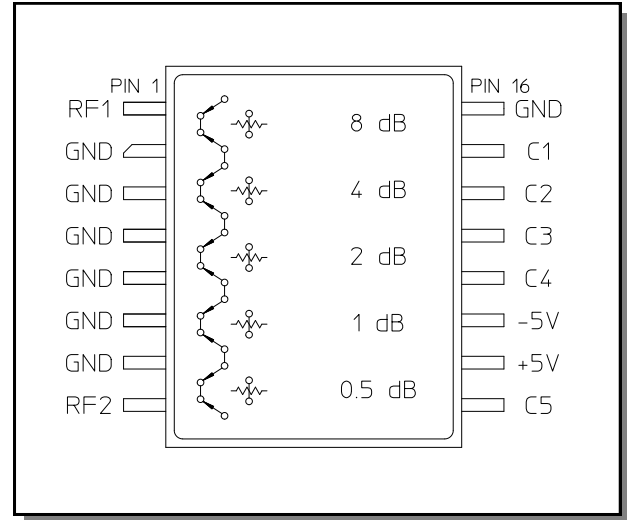 PIN 1 PIN 16
RF1 8 dB GND
GND C1
GND 4 dB C2
GND 2 dB C3
GND C4
GND 1 dB -5V
GND +5V
RF2 0.5 dB C5